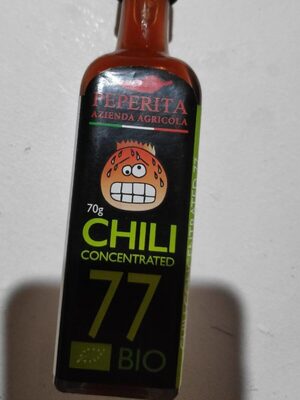 PEPERITA
AZIENDA AGRICOLA
70g
CHILI
CONCENTRATED
77
BIO